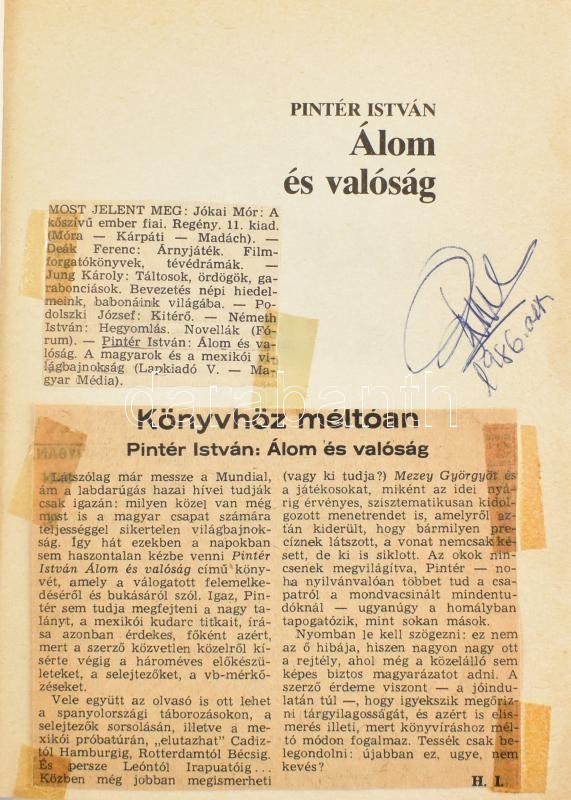 PINTÉR ISTVÁN
Álom
és valóság
MOST JELENT MEG: Jókai Mór: A
kőszívű ember fiai. Regény. 11. kiad.
(Móra — Kárpáti — Madách). —
Deák Ferenc: Árnyjáték. Film-
forgatókönyvek, tévédrámák. —
Jung Károly: Táltosok, ördögök, ga-
rabonciások. Bevezetés népi hiedel-
meink, babonáink világába. — Po-
dolszki József: Kitérő. — Németh
István: Hegyomlás. Novellák (Fó-
rum). — Pintér István: Álom és va-
lóság. A magyarok és a mexikói vi-
lágbajnokság (Lapkiadó V. — Ma-
gyar Média).
1986.
darabanth
Könyvhöz méltóan
Pintér István: Álom és valóság
Látszólag már messze a Mundial,
ám a labdarúgás hazai hívei tudják
csak igazán: milyen közel van még
most is a magyar csapat számára
teljességgel sikertelen világbajnok-
ság. Így hát ezekben a napokban
sem haszontalan kézbe venni Pintér
István Álom és valóság című köny-
vét, amely a válogatott felemelke-
déséről és bukásáról szól. Igaz, Pin-
tér sem tudja megfejteni a nagy ta-
lányt, a mexikói kudarc titkait, írá-
sa azonban érdekes, főként azért,
mert a szerző közvetlen közelről kí-
sérte végig a hároméves előkészü-
leteket, a selejtezőket, a vb-mérkő-
zéseket.
Vele együtt az olvasó is ott lehet
a spanyolországi táborozásokon, a
selejtezők sorsolásán, illetve a me-
xikói próbatúrán, „elutazhat" Cadiz-
tól Hamburgig, Rotterdamtól Bécsig.
És persze Leóntól Irapuatóig...
Közben még jobban megismerheti
(vagy ki tudja?) Mezey Györgyöt és
a játékosokat, miként az idei nyá-
rig érvényes, szisztematikusan kidol-
gozott menetrendet is, amelyről az-
tán kiderült, hogy bármilyen pre-
cíznek látszott, a vonat nemcsak ké-
sett, de ki is siklott. Az okok nin-
csenek megvilágítva, Pintér — no-
ha nyilvánvalóan többet tud a csa-
patról a mondvacsinált mindentu-
dóknál — ugyanúgy a homályban
tapogatózik, mint sokan mások.
Nyomban le kell szögezni: ez nem
az ő hibája, hiszen nagyon nagy ott
a rejtély, ahol még a közelálló sem
képes biztos magyarázatot adni. A
szerző érdeme viszont — a jóindu-
latán túl —, hogy igyekszik megőriz-
ni tárgyilagosságát, és azért is elis-
merés illeti, mert könyvíráshoz mél-
tó módon fogalmaz. Tessék csak be-
legondolni: újabban ez, ugye, nem
kevés?
H. L.